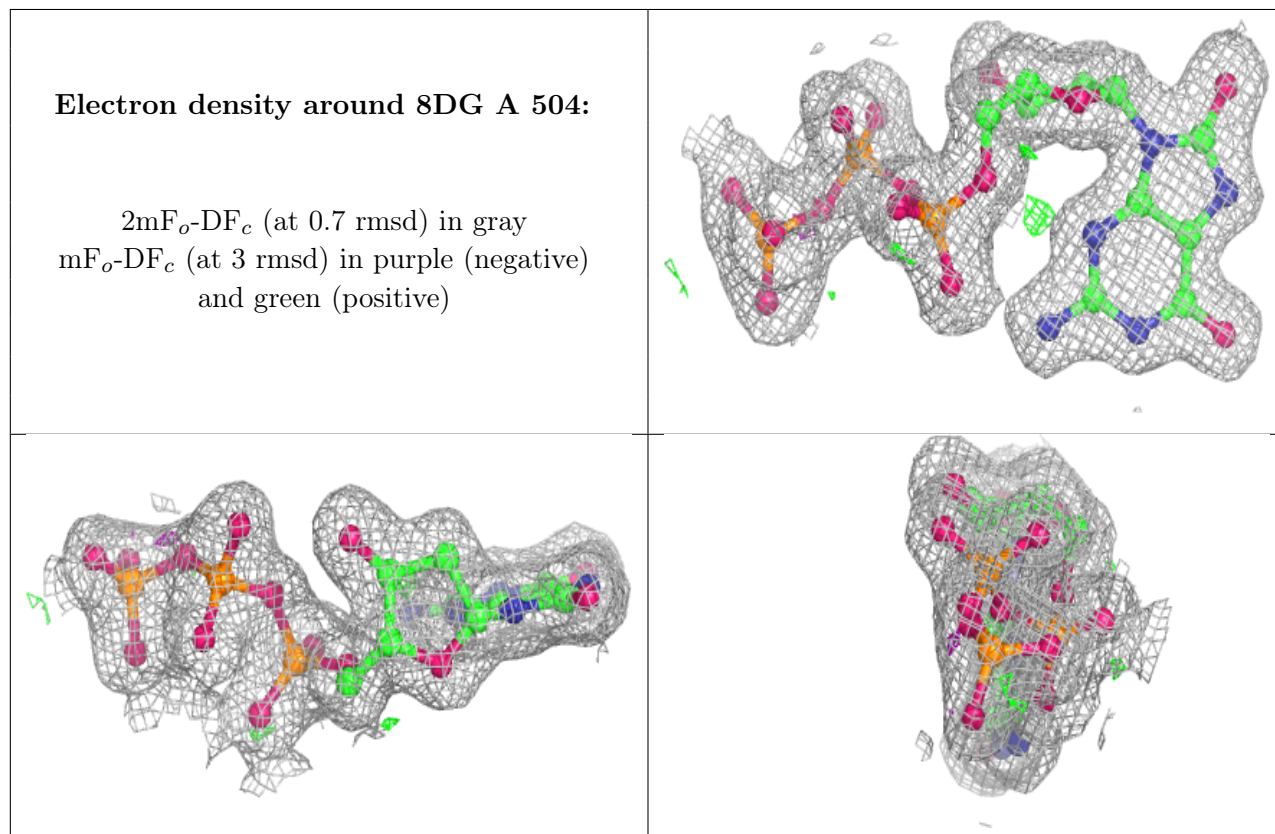 Electron density around 8DG A 504:
2mFo-DFc (at 0.7 rmsd) in gray
mFo-DFc (at 3 rmsd) in purple (negative)
and green (positive)